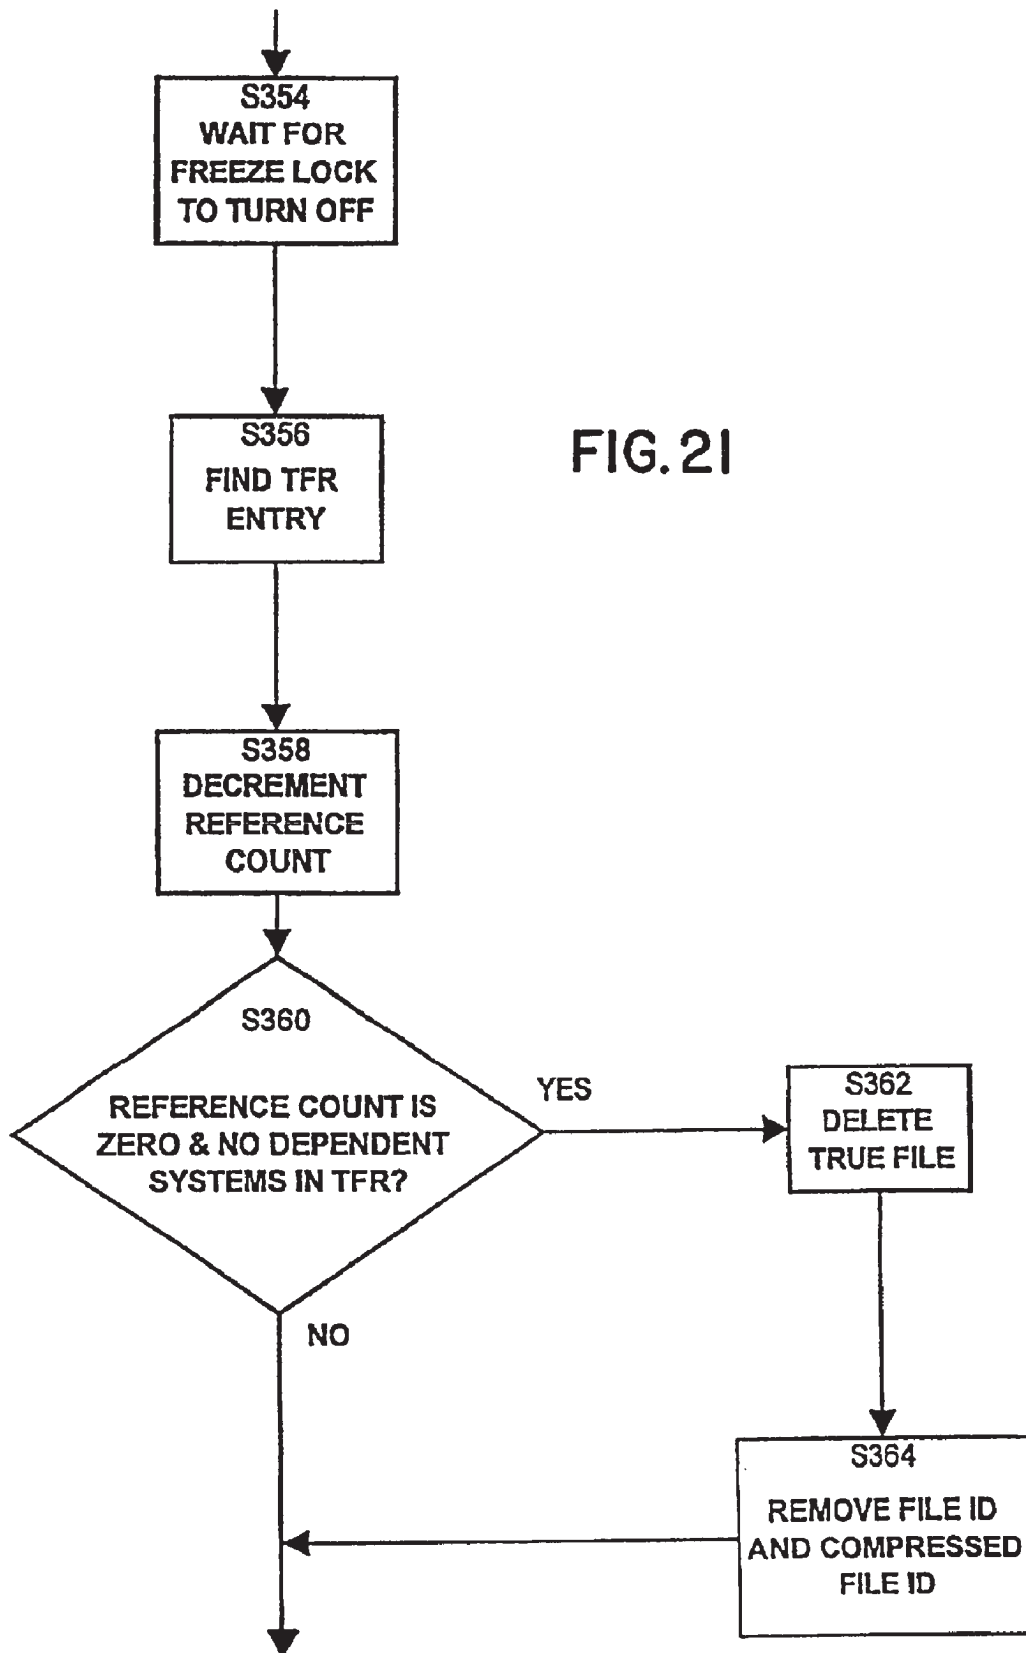 S354
WAIT FOR
FREEZE LOCK
TO TURN OFF
S356
FIND TFR
ENTRY
FIG. 21
S358
DECREMENT
REFERENCE
COUNT
S360
REFERENCE COUNT IS
ZERO & NO DEPENDENT
SYSTEMS IN TFR?
YES
NO
S362
DELETE
TRUE FILE
S364
REMOVE FILE ID
AND COMPRESSED
FILE ID